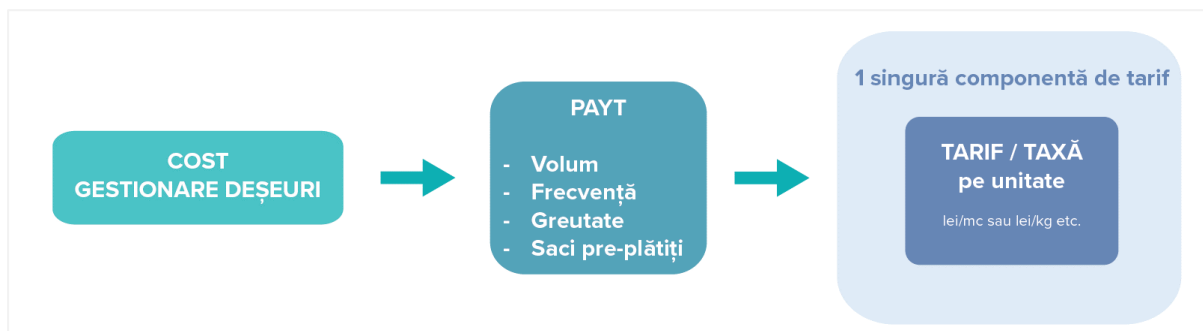 COST
GESTIONARE DEȘEURI
PAYT
- Volum
- Frecvență
- Greutate
- Saci pre-plătiți
1 singură componentă de tarif
TARIF / TAXĂ
pe unitate
lei/mc sau lei/kg etc.